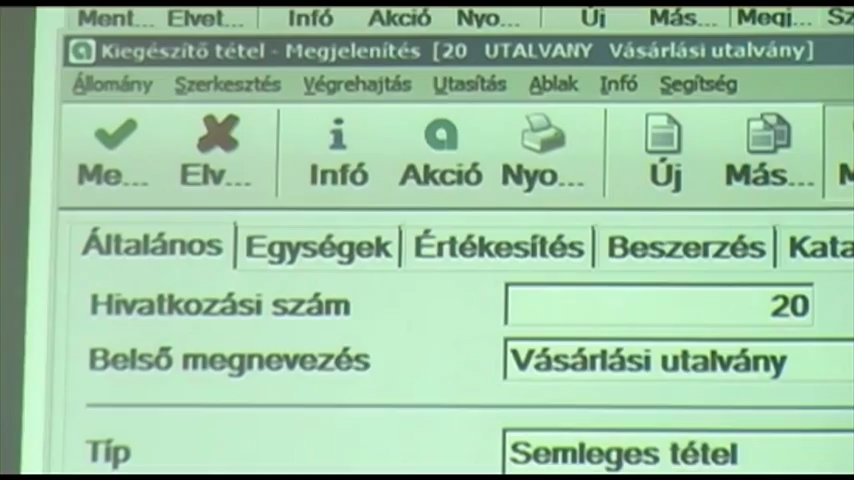 Ment... Elvet... Infó Akció Nyo... Új Más... Megj...
Kiegészítő tétel - Megjelenítés [20 UTALVANY Vásárlási utalvány]
Állomány Szerkesztés Végrehajtás Utasítás Ablak Infó Segítség
Me... Elv... Infó Akció Nyo... Új Más...
Általános Egységek Értékesítés Beszerzés Kata
Hivatkozási szám 20
Belső megnevezés Vásárlási utalvány
Típ Semleges tétel